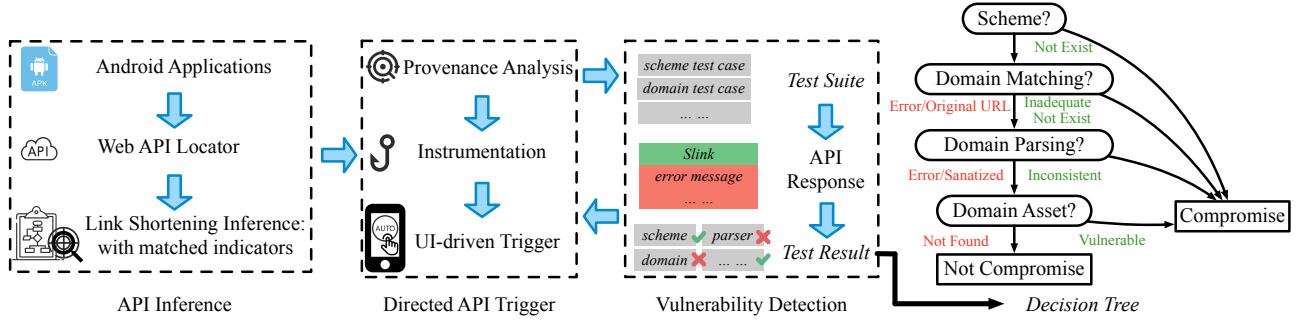 Android Applications
APK
API
Web API Locator
Link Shortening Inference:
with matched indicators
API Inference
Provenance Analysis
Instrumentation
AUTO
UI-driven Trigger
Directed API Trigger
scheme test case
domain test case
... ...
Test Suite
Slink
error message
... ...
API
Response
scheme
parser
domain
... ...
Test Result
Vulnerability Detection
Scheme?
Not Exist
Domain Matching?
Error/Original URL
Inadequate
Not Exist
Domain Parsing?
Error/Sanatized
Inconsistent
Domain Asset?
Compromise
Not Found
Vulnerable
Not Compromise
Decision Tree